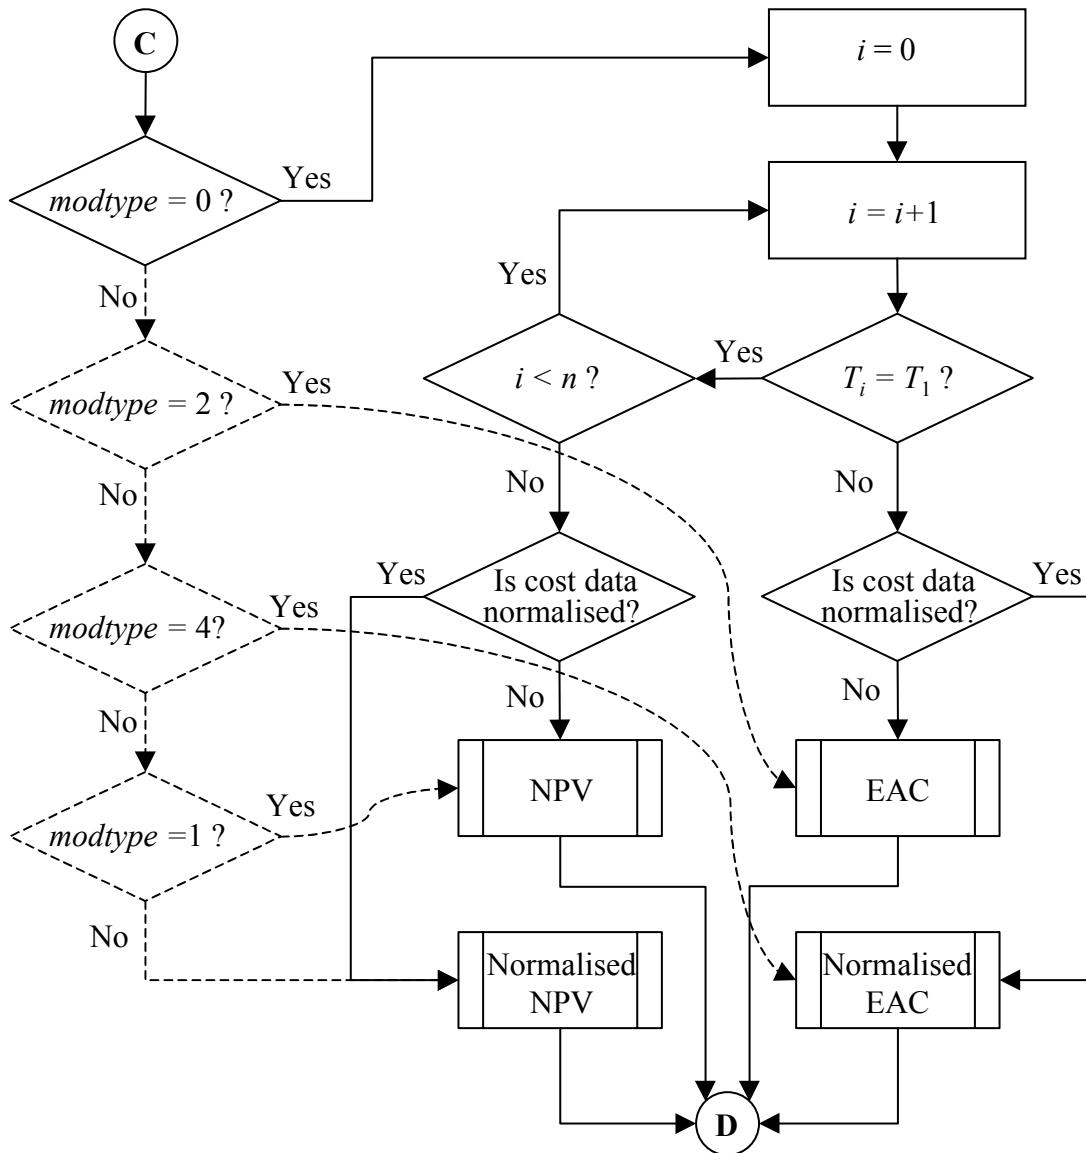 C
i = 0
Yes
modtype = 0 ?
i = i+1
Yes
No
Yes
Yes
i < n ?
T_i = T_1 ?
modtype = 2 ?
No
No
No
Yes
Is cost data
normalised?
Is cost data
normalised?
Yes
Yes
modtype = 4?
No
No
No
NPV
EAC
Yes
modtype =1 ?
No
Normalised
NPV
Normalised
EAC
D